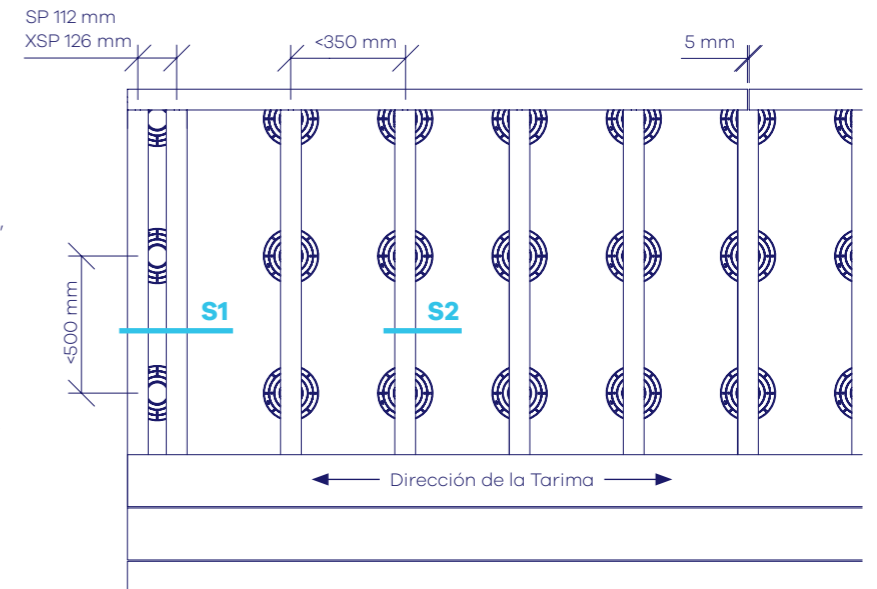 SP 112 mm
XSP 126 mm
<350 mm
5 mm
<500 mm
S1
S2
Dirección de la Tarima